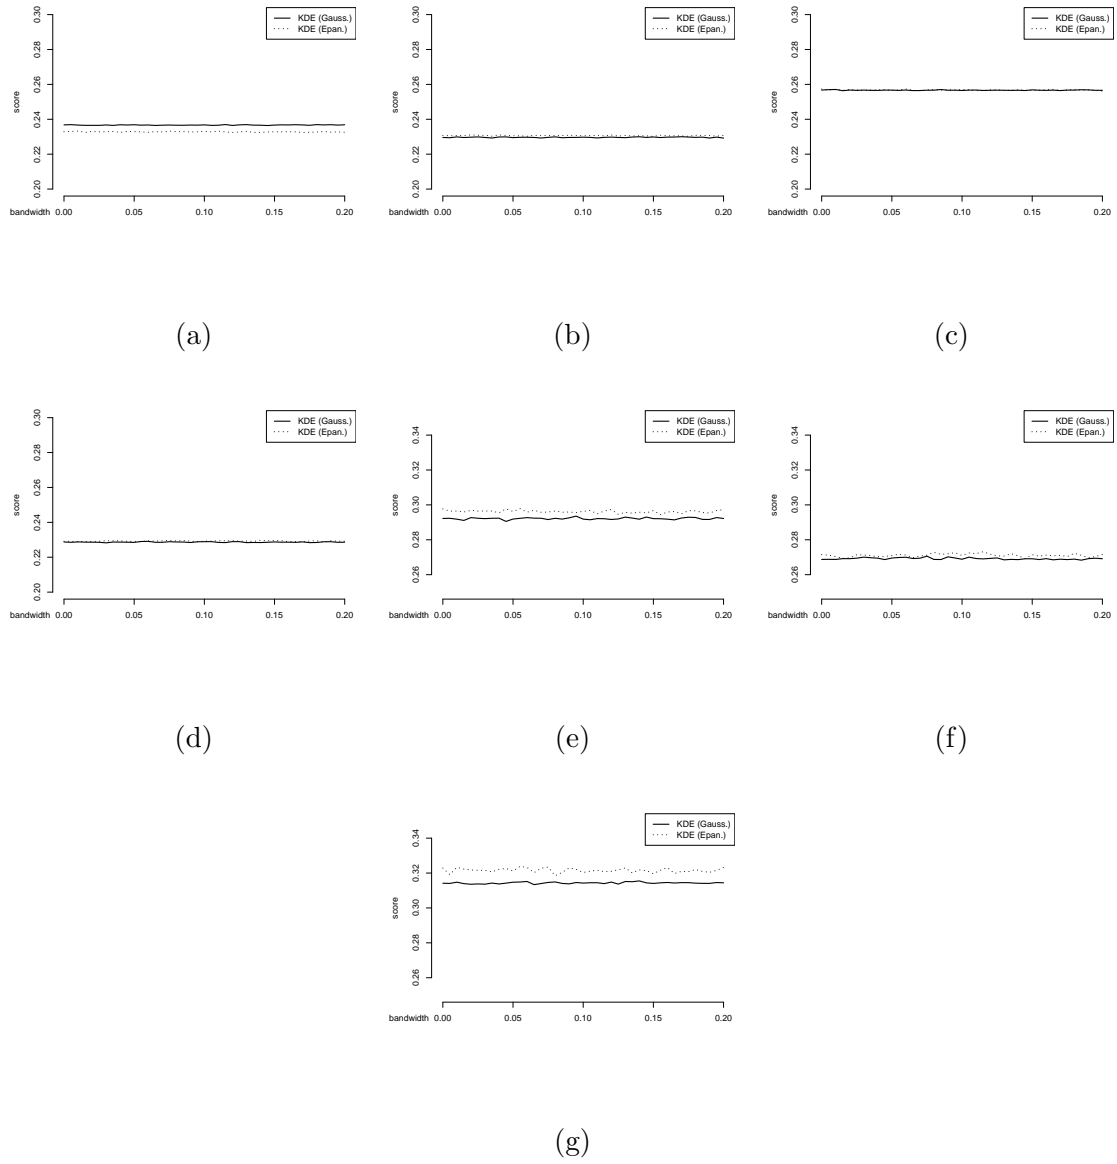 KDE (Gauss.)
KDE (Epan.)
score
0.20 0.22 0.24 0.26 0.28 0.30
bandwidth 0.00 0.05 0.10 0.15 0.20
(a)
KDE (Gauss.)
KDE (Epan.)
score
0.20 0.22 0.24 0.26 0.28 0.30
bandwidth 0.00 0.05 0.10 0.15 0.20
(b)
KDE (Gauss.)
KDE (Epan.)
score
0.20 0.22 0.24 0.26 0.28 0.30
bandwidth 0.00 0.05 0.10 0.15 0.20
(c)
KDE (Gauss.)
KDE (Epan.)
score
0.20 0.22 0.24 0.26 0.28 0.30
bandwidth 0.00 0.05 0.10 0.15 0.20
(d)
KDE (Gauss.)
KDE (Epan.)
score
0.26 0.28 0.30 0.32 0.34
bandwidth 0.00 0.05 0.10 0.15 0.20
(e)
KDE (Gauss.)
KDE (Epan.)
score
0.26 0.28 0.30 0.32 0.34
bandwidth 0.00 0.05 0.10 0.15 0.20
(f)
KDE (Gauss.)
KDE (Epan.)
score
0.26 0.28 0.30 0.32 0.34
bandwidth 0.00 0.05 0.10 0.15 0.20
(g)